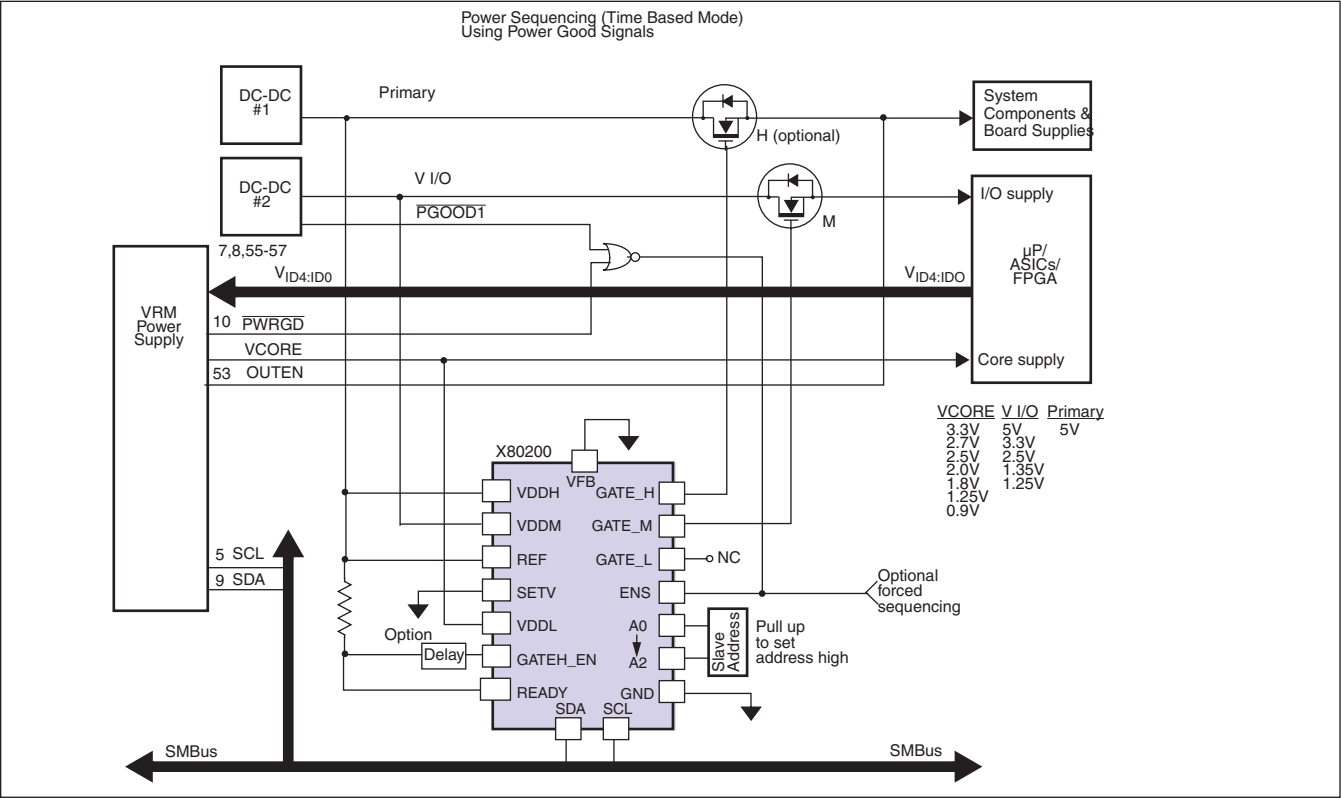 Power Sequencing (Time Based Mode)
Using Power Good Signals
DC-DC
#1
Primary
H (optional)
System
Components &
Board Supplies
DC-DC
#2
V I/O
PGOOD1
M
I/O supply
µP/
ASICs/
FPGA
7,8,55-57
VID4:ID0
VID4:IDO
VRM
Power
Supply
10 PWRGD
VCORE
53 OUTEN
Core supply
VCORE V I/O Primary
3.3V 5V 5V
2.7V 3.3V
2.5V 2.5V
2.0V 1.35V
1.8V 1.25V
1.25V
0.9V
X80200
VFB
VDDH GATE_H
VDDM GATE_M
REF GATE_L NC
SETV ENS
VDDL A0
GATEH_EN A2
READY GND
SDA SCL
5 SCL
9 SDA
Option
Delay
Optional
forced
sequencing
Slave
Address
Pull up
to set
address high
SMBus
SMBus